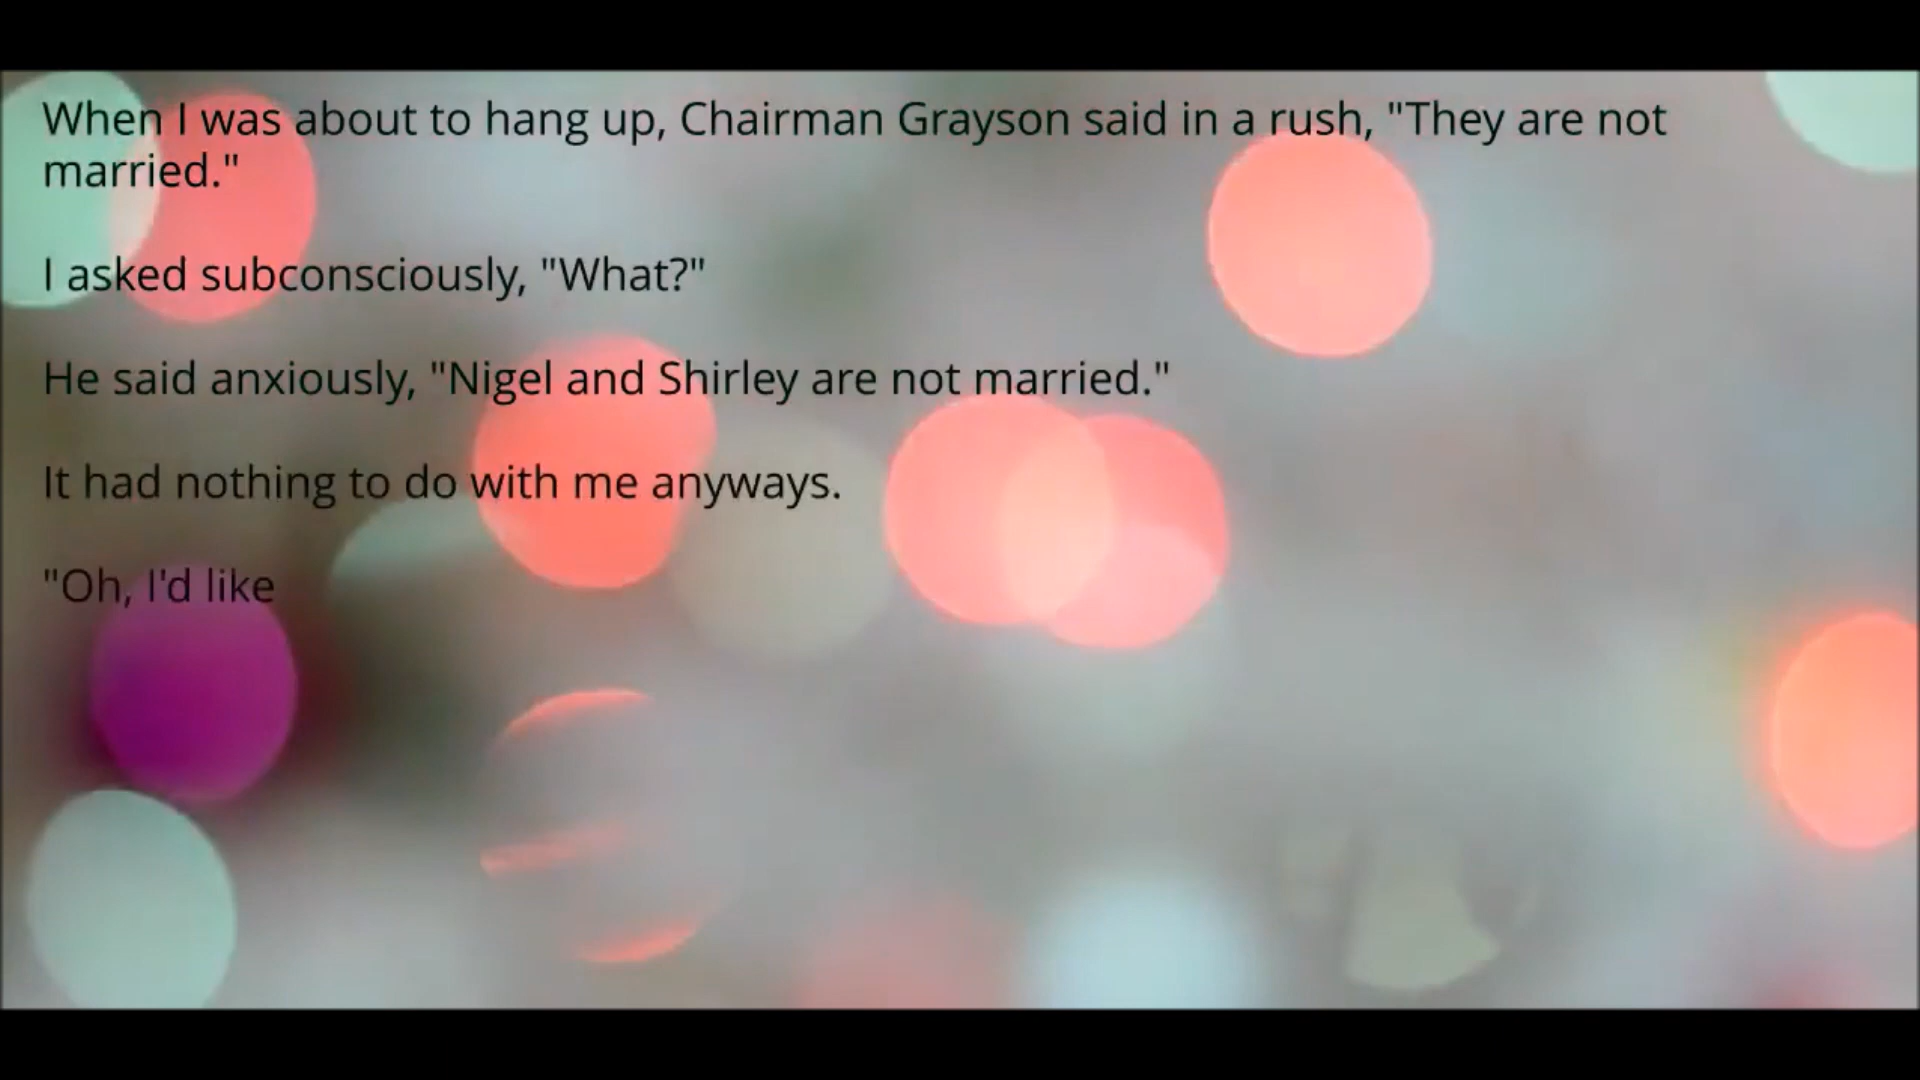 When I was about to hang up, Chairman Grayson said in a rush, "They are not
married."
I asked subconsciously, "What?"
He said anxiously, "Nigel and Shirley are not married."
It had nothing to do with me anyways.
"Oh, I'd like